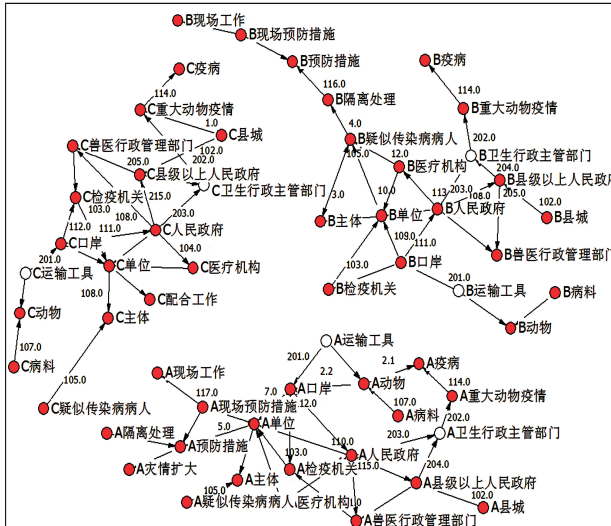 B现场工作
B现场预防措施
B预防措施
B疫病
C疫病
114.0
116.0
114.0
B隔离处理
B重大动物疫情
C重大动物疫情
1.0
C县城
4.0
B疑似传染病病人
202.0
C兽医行政管理部门
102.0
105.0
12.0
B卫生行政主管部门
205.0
C县级以上人民政府
202.0
B医疗机构
204.0
B县级以上人民政府
C检疫机关
C卫生行政主管部门
113
203.0
108.0
205.0
103.0
108.0
215.0
203.0
3.0
10.0
B人民政府
102.0
B县城
112.0
111.0
C人民政府
B主体
B单位
C口岸
104.0
109.0
111.0
B兽医行政管理部门
201.0
C单位
C医疗机构
103.0
B口岸
C运输工具
B检疫机关
201.0
B运输工具
B病料
108.0
C配合工作
C动物
C主体
B动物
107.0
A运输工具
C病料
201.0
2.1
A疫病
105.0
A现场工作
2.2
114.0
117.0
7.0
A口岸
A动物
A重大动物疫情
C疑似传染病病人
A现场预防措施
12.0
107.0
A病料
202.0
A隔离处理
5.0
A单位
203.0
A卫生行政主管部门
A预防措施
110.0
A人民政府
A灾情扩大
103.0
A检疫机关
115.0
204.0
A主体
105.0
A县级以上人民政府
A疑似传染病病人
医疗机构
1.0
102.0
A县城
A兽医行政管理部门